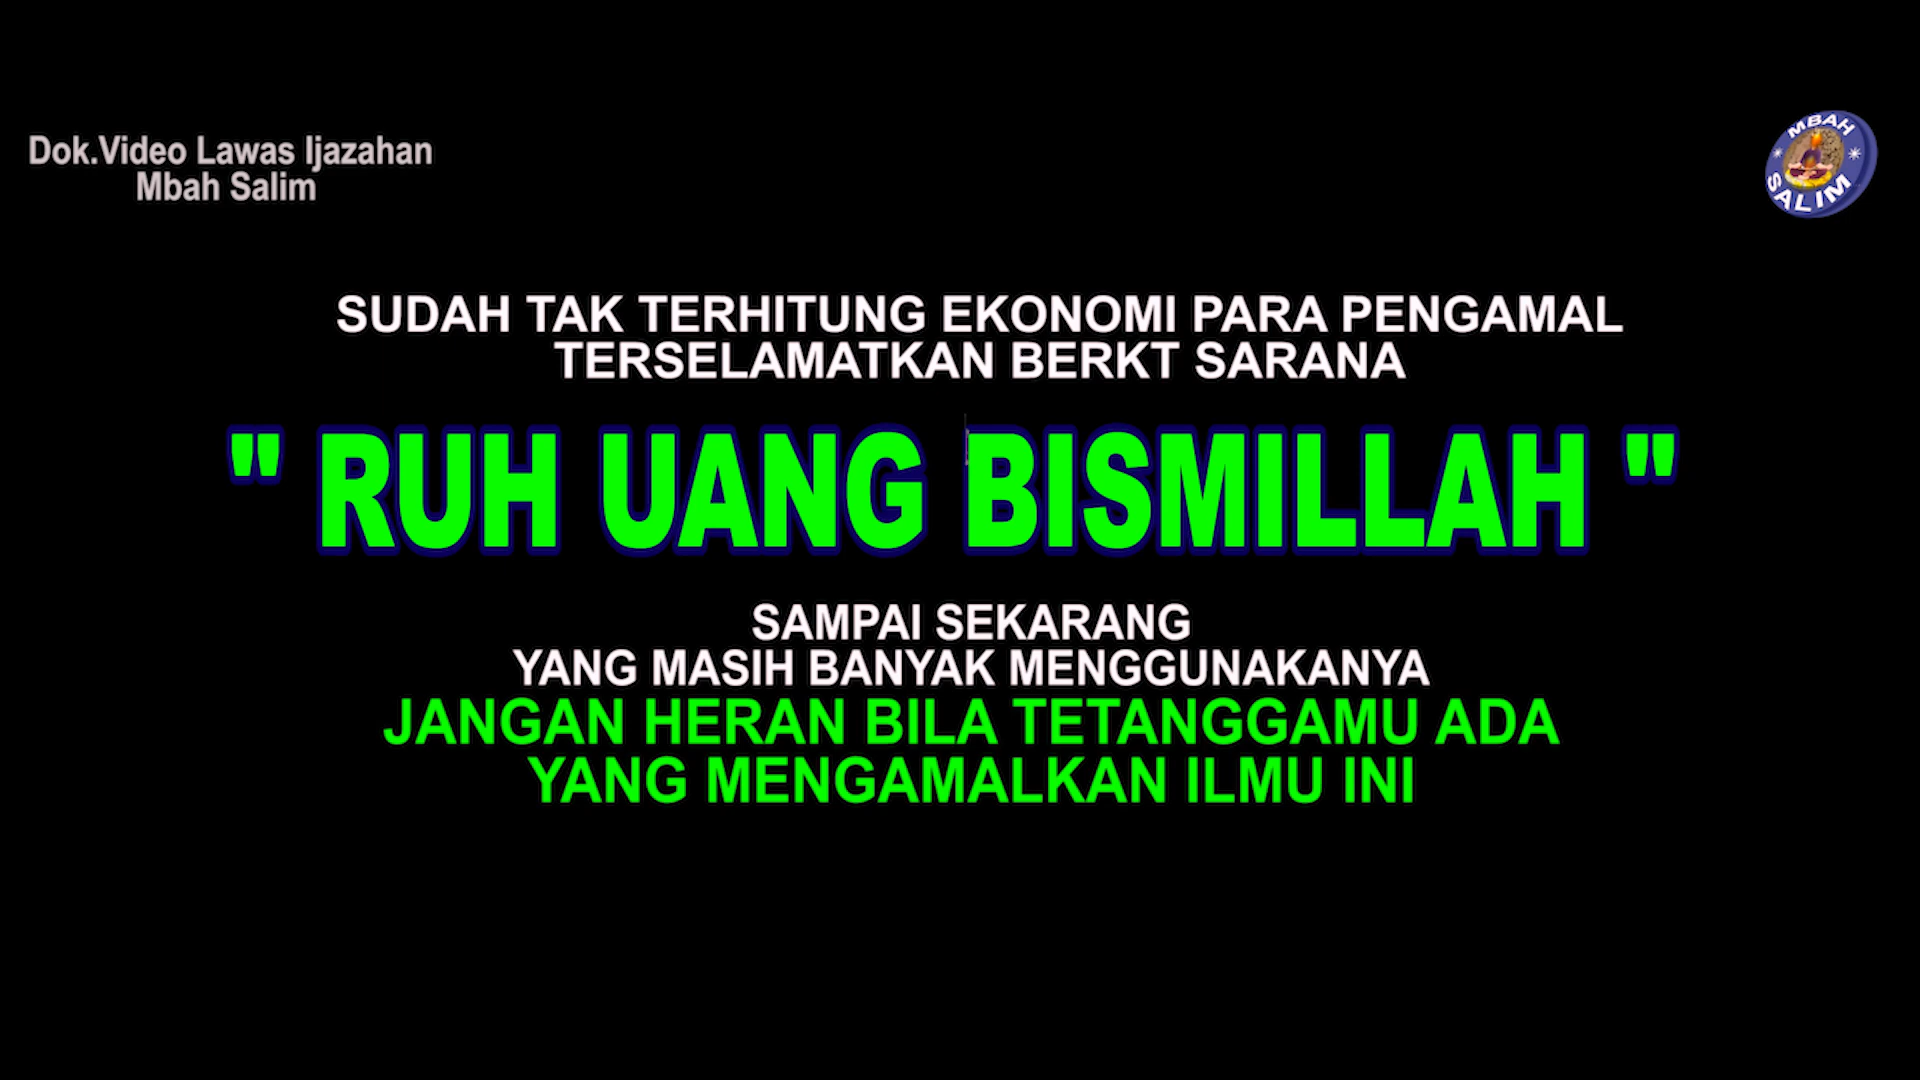 Dok.Video Lawas Ijazahan
Mbah Salim
MBAH
SALIM
SUDAH TAK TERHITUNG EKONOMI PARA PENGAMAL
TERSELAMATKAN BERKT SARANA
" RUH UANG BISMILLAH "
SAMPAI SEKARANG
YANG MASIH BANYAK MENGGUNAKANYA
JANGAN HERAN BILA TETANGGAMU ADA
YANG MENGAMALKAN ILMU INI